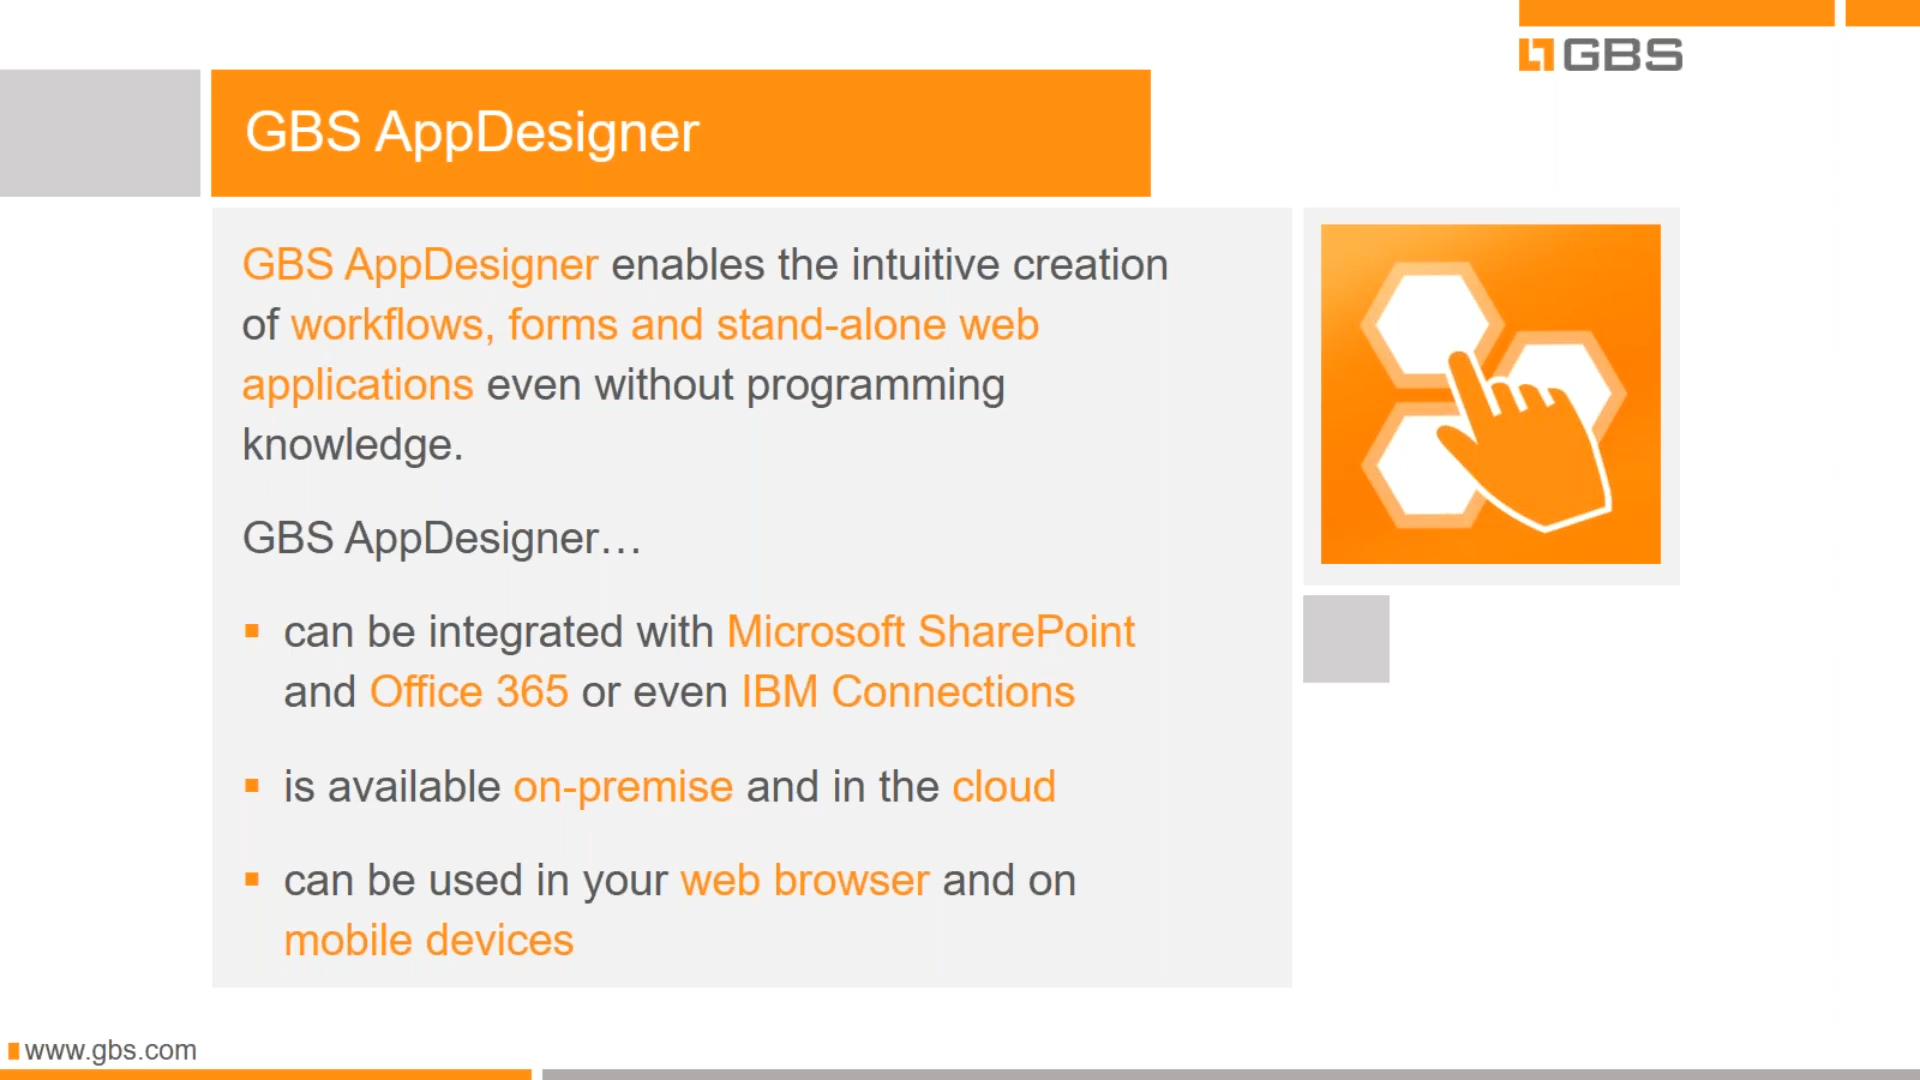 GBS
GBS AppDesigner
GBS AppDesigner enables the intuitive creation
of workflows, forms and stand-alone web
applications even without programming
knowledge.
GBS AppDesigner…
▪ can be integrated with Microsoft SharePoint
and Office 365 or even IBM Connections
▪ is available on-premise and in the cloud
▪ can be used in your web browser and on
mobile devices
www.gbs.com